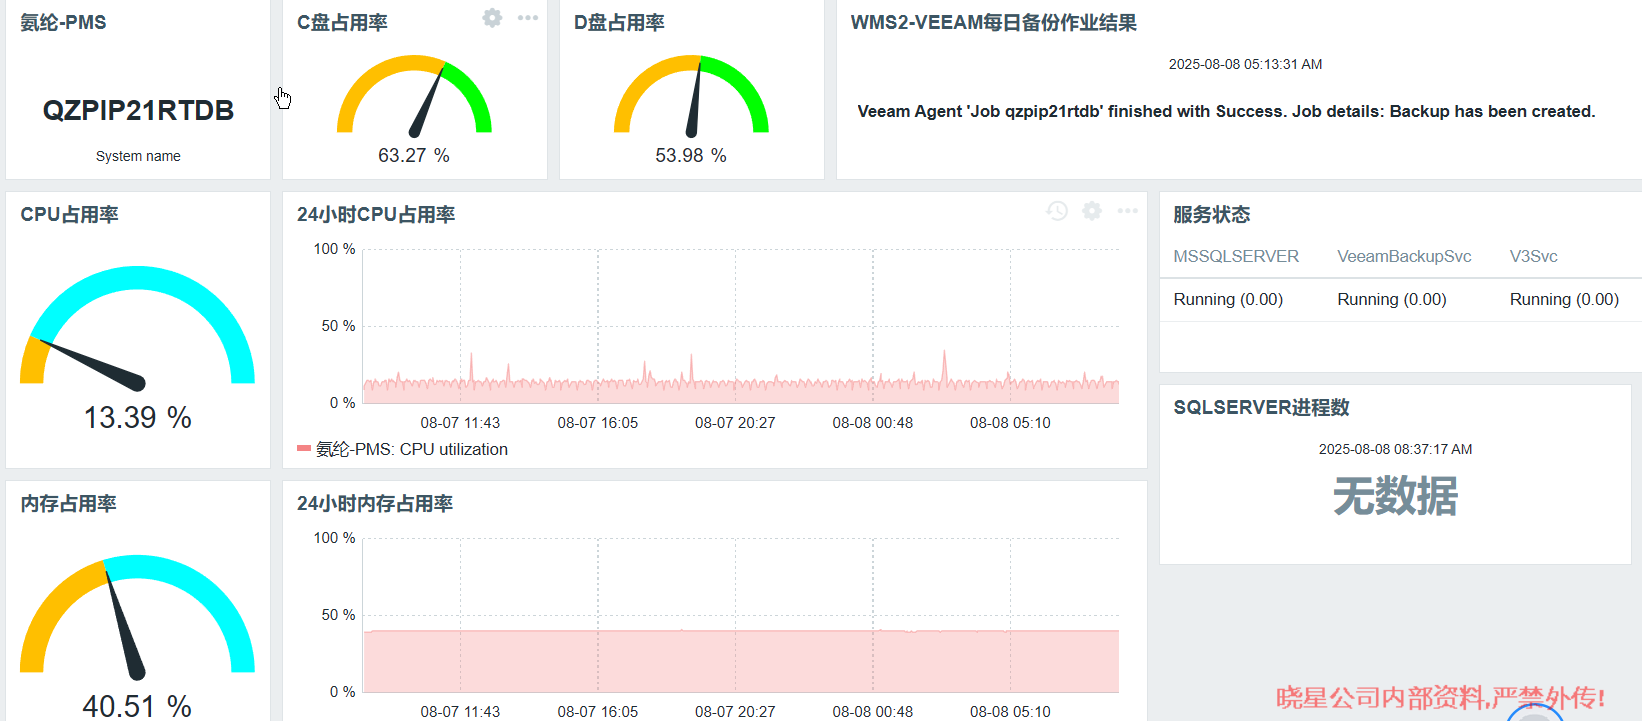 氨纶-PMS
QZPIP21RTDB
System name
C盘占用率
63.27 %
D盘占用率
53.98 %
WMS2-VEEAM每日备份作业结果
2025-08-08 05:13:31 AM
Veeam Agent 'Job qzpip21rtdb' finished with Success. Job details: Backup has been created.
CPU占用率
13.39 %
24小时CPU占用率
100 %
50 %
0 %
08-07 11:43 08-07 16:05 08-07 20:27 08-08 00:48 08-08 05:10
氨纶-PMS: CPU utilization
服务状态
MSSQLSERVER VeeamBackupSvc V3Svc
Running (0.00) Running (0.00) Running (0.00)
SQLSERVER进程数
2025-08-08 08:37:17 AM
无数据
内存占用率
40.51 %
24小时内存占用率
100 %
50 %
0 %
08-07 11:43 08-07 16:05 08-07 20:27 08-08 00:48 08-08 05:10
晓星公司内部资料,严禁外传!